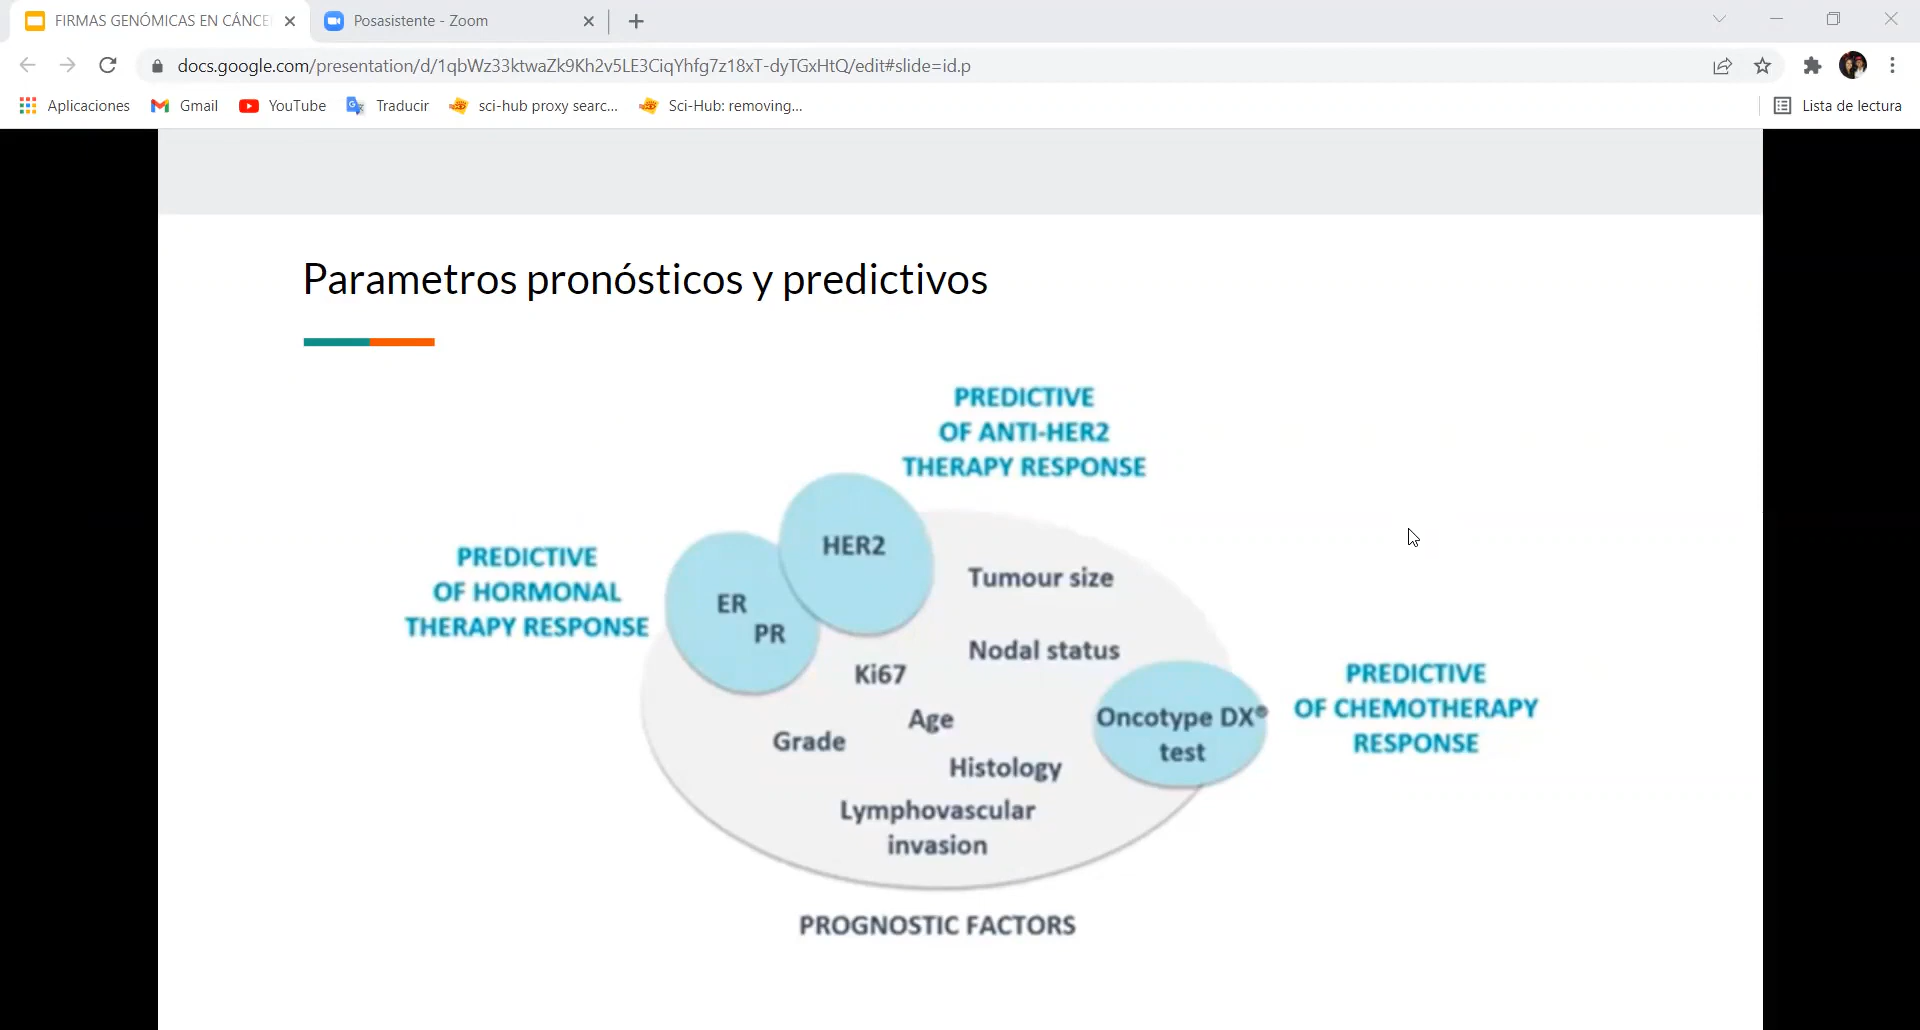 FIRMAS GENÓMICAS EN CÁNCE
Posasistente - Zoom
docs.google.com/presentation/d/1qbWz33ktwaZk9Kh2v5LE3CiqYhfg7z18xT-dyTGxHtQ/edit#slide=id.p
Aplicaciones Gmail YouTube Traducir sci-hub proxy searc... Sci-Hub: removing... Lista de lectura
Parametros pronósticos y predictivos
PREDICTIVE
OF ANTI-HER2
THERAPY RESPONSE
HER2
PREDICTIVE
OF HORMONAL
THERAPY RESPONSE
ER
PR
Tumour size
Nodal status
Ki67
Age
Grade
Histology
Lymphovascular
invasion
Oncotype DX®
test
PREDICTIVE
OF CHEMOTHERAPY
RESPONSE
PROGNOSTIC FACTORS